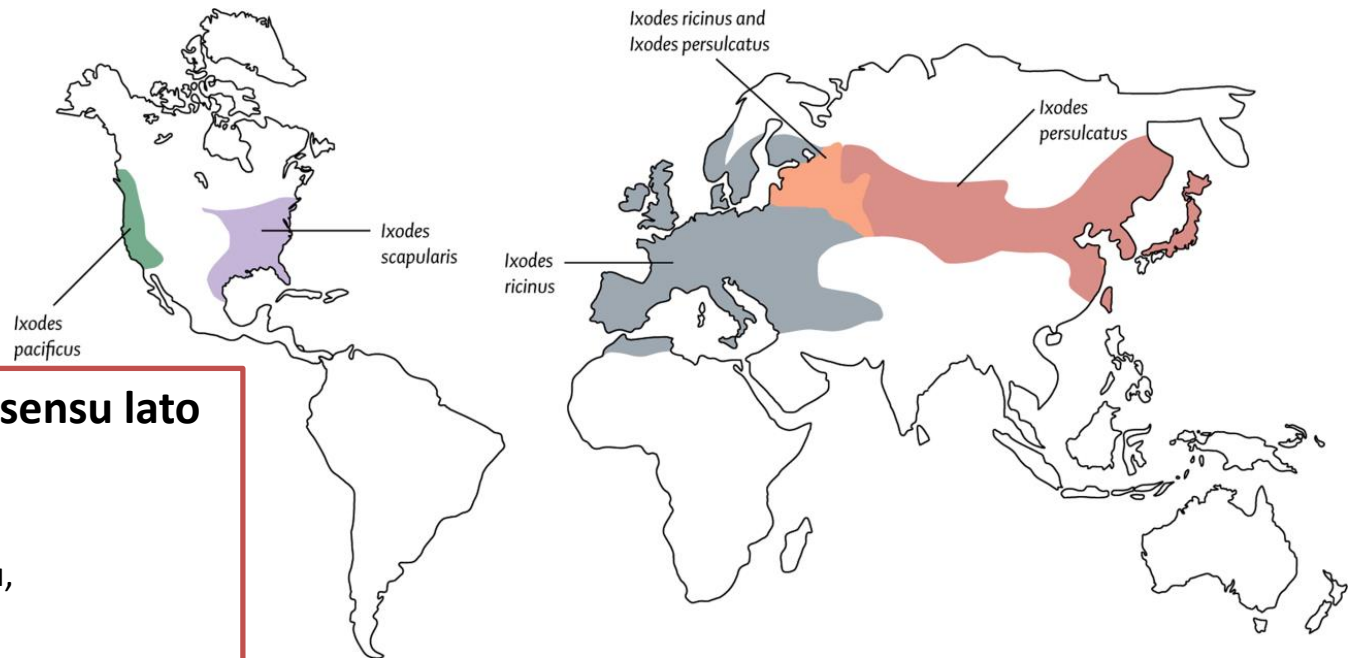 Ixodes ricinus and
Ixodes persulcatus
Ixodes
persulcatus
Ixodes
scapularis
Ixodes
ricinus
Ixodes
pacificus
sensu lato